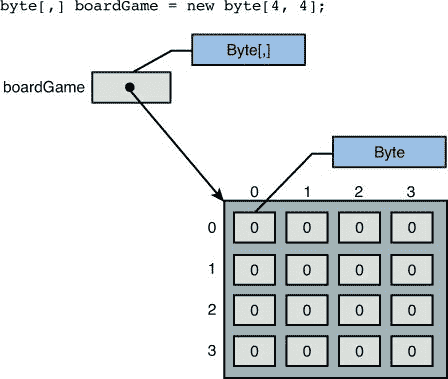 byte[,] boardGame = new byte[4, 4];
Byte[,]
boardGame
Byte
0 1 2 3
0 0 0 0 0
1 0 0 0 0
2 0 0 0 0
3 0 0 0 0